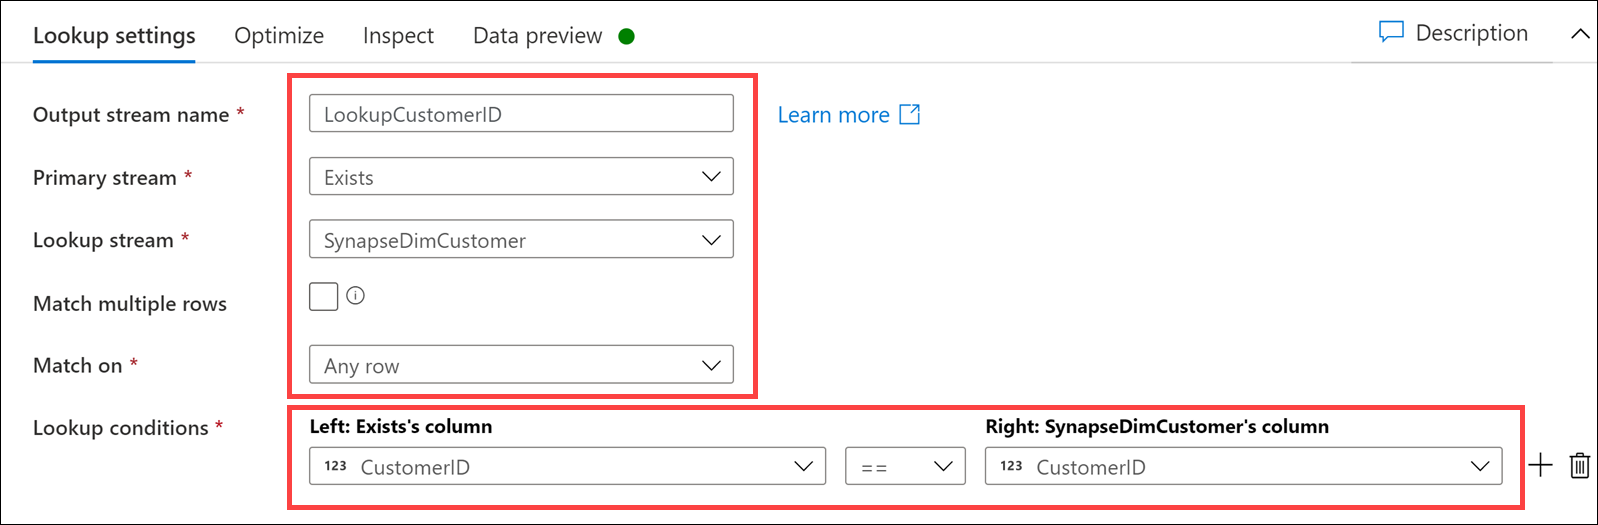 Lookup settings Optimize Inspect Data preview Description
Output stream name * LookupCustomerID Learn more
Primary stream * Exists
Lookup stream * SynapseDimCustomer
Match multiple rows
Match on * Any row
Lookup conditions * Left: Exists's column Right: SynapseDimCustomer's column
123 CustomerID == 123 CustomerID